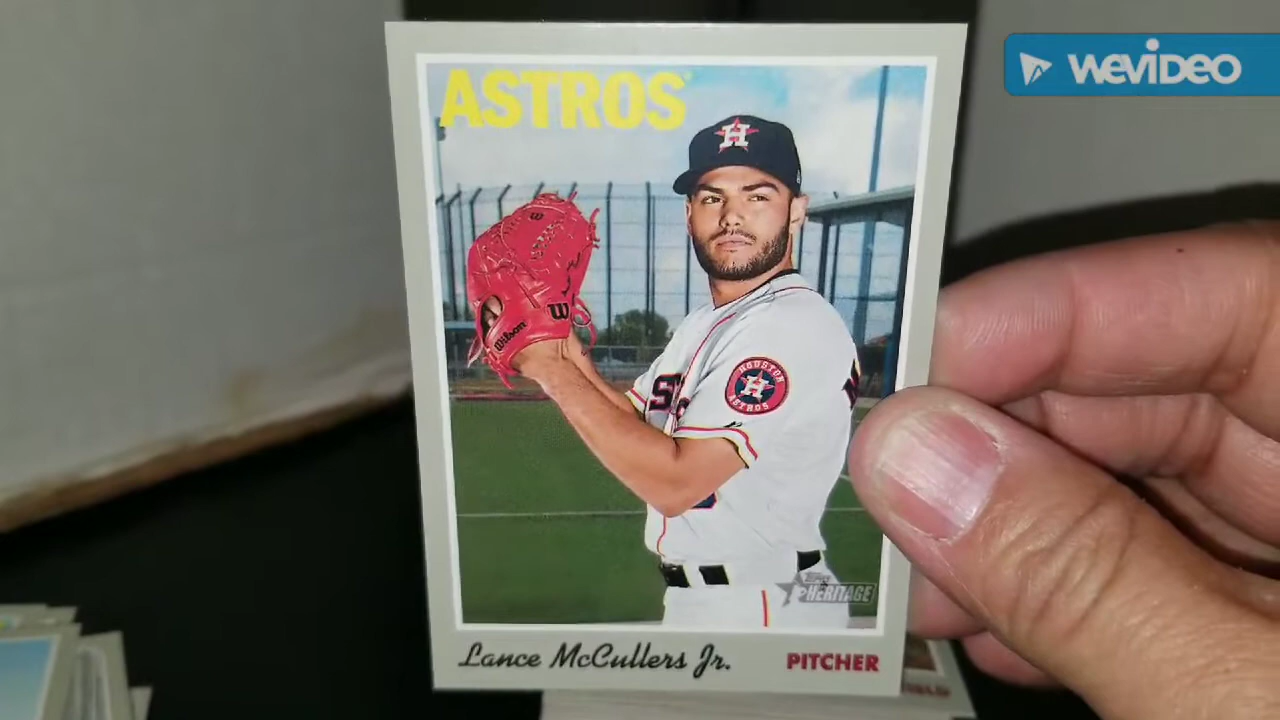 WEVIDEO
ASTROS
H
W
Wilson
HOUSTON
H
ASTROS
TOPPS
HERITAGE
Lance McCullers Jr.
PITCHER